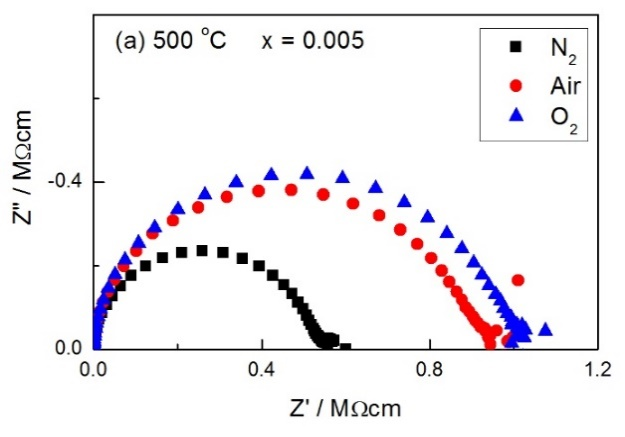 (a) 500 °C x = 0.005
N₂
Air
O₂
Z" / MΩcm
-0.4
0.0
0.0 0.4 0.8 1.2
Z' / MΩcm